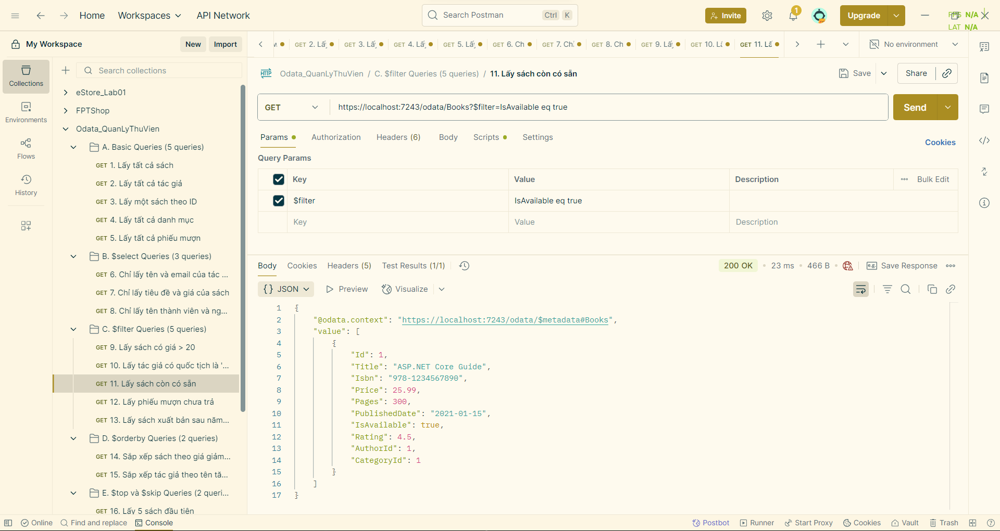 Home
Workspaces
API Network
Search Postman
Ctrl K
Invite
1
Upgrade
FPS N/A
LAT N/A
My Workspace
New
Import
GET 2. Lấy
GET 3. Lấy
GET 4. Lấy
GET 5. Lấy
GET 6. Ch
GET 7. Chỉ
GET 8. Ch
GET 9. Lấy
GET 10. Lấ
GET 11. Lấ
No environment
Collections
Environments
Flows
History
Search collections
eStore_Lab01
FPTShop
Odata_QuanLyThuVien
A. Basic Queries (5 queries)
GET 1. Lấy tất cả sách
GET 2. Lấy tất cả tác giả
GET 3. Lấy một sách theo ID
GET 4. Lấy tất cả danh mục
GET 5. Lấy tất cả phiếu mượn
B. $select Queries (3 queries)
GET 6. Chỉ lấy tên và email của tác ...
GET 7. Chỉ lấy tiêu đề và giá của sách
GET 8. Chỉ lấy tên thành viên và ng...
C. $filter Queries (5 queries)
GET 9. Lấy sách có giá > 20
GET 10. Lấy tác giả có quốc tịch là '...
GET 11. Lấy sách còn có sẵn
GET 12. Lấy phiếu mượn chưa trả
GET 13. Lấy sách xuất bản sau năm...
D. $orderby Queries (2 queries)
GET 14. Sắp xếp sách theo giá giảm...
GET 15. Sắp xếp tác giả theo tên tă...
E. $top và $skip Queries (2 queri...
GET 16. Lấy 5 sách đầu tiên
Odata_QuanLyThuVien / C. $filter Queries (5 queries) / 11. Lấy sách còn có sẵn
Save
Share
GET
https://localhost:7243/odata/Books?$filter=IsAvailable eq true
Send
Params
Authorization
Headers (6)
Body
Scripts
Settings
Cookies
Query Params
Key
Value
Description
Bulk Edit
$filter
IsAvailable eq true
Key
Value
Description
Body
Cookies
Headers (5)
Test Results (1/1)
200 OK
23 ms
466 B
e.g. Save Response
{} JSON
Preview
Visualize
1 {
2 "@odata.context": "https://localhost:7243/odata/$metadata#Books",
3 "value": [
4 {
5 "Id": 1,
6 "Title": "ASP.NET Core Guide",
7 "Isbn": "978-1234567890",
8 "Price": 25.99,
9 "Pages": 300,
10 "PublishedDate": "2021-01-15",
11 "IsAvailable": true,
12 "Rating": 4.5,
13 "AuthorId": 1,
14 "CategoryId": 1
15 }
16 ]
17 }
Online
Find and replace
Console
Postbot
Runner
Start Proxy
Cookies
Vault
Trash